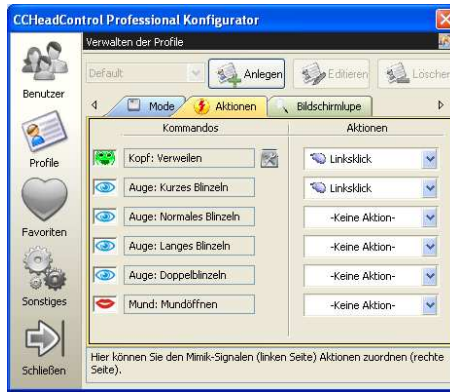 CCHeadControl Professional Konfigurator
Verwalten der Profile
Benutzer
Profile
Favoriten
Sonstiges
Schließen
Default
Anlegen
Editieren
Löschen
Mode
Aktionen
Bildschirmlupe
Kommandos
Aktionen
Kopf: Verweilen
Linksklick
Auge: Kurzes Blinzeln
Linksklick
Auge: Normales Blinzeln
-Keine Aktion-
Auge: Langes Blinzeln
-Keine Aktion-
Auge: Doppelblinzeln
-Keine Aktion-
Mund: Mundöffnen
-Keine Aktion-
Hier können Sie den Mimik-Signalen (linken Seite) Aktionen zuordnen (rechte
Seite).